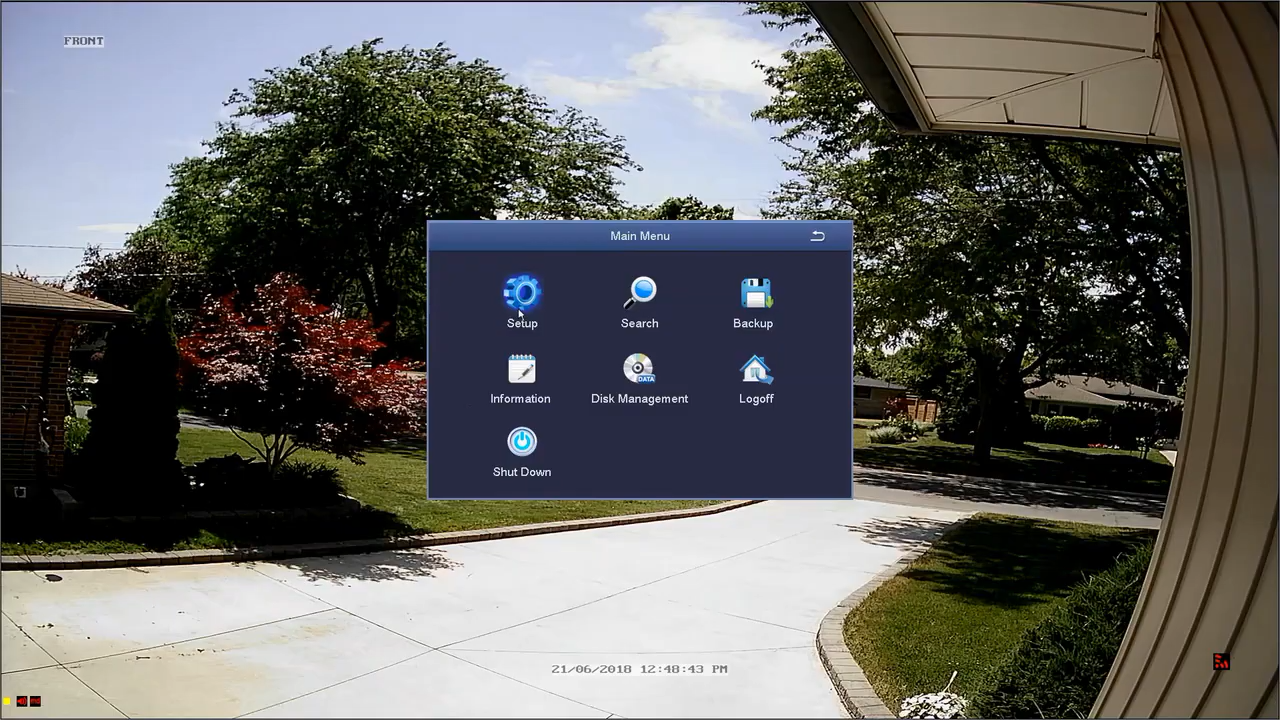 FRONT
Main Menu
Setup
Search
Backup
Information
DATA
Disk Management
Logoff
Shut Down
21/06/2018 12:48:43 PM